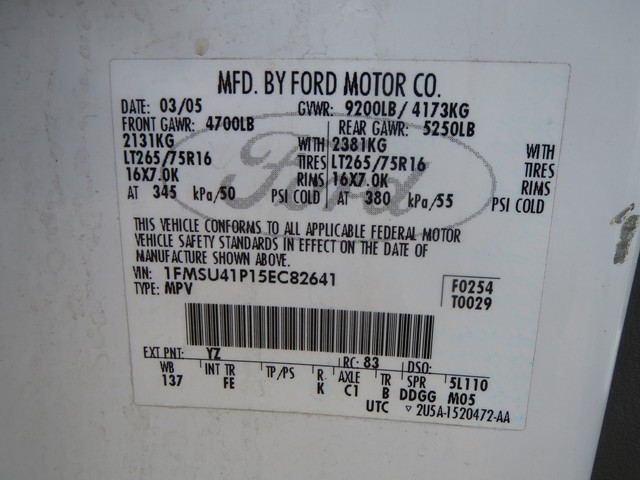 MFD. BY FORD MOTOR CO.
DATE: 03/05 GVWR: 9200LB/ 4173KG
FRONT GAWR: 4700LB REAR GAWR: 5250LB
2131KG WITH 2381KG WITH
LT265/75R16 TIRES LT265/75R16 TIRES
16X7.0K RIMS 16X7.0K RIMS
AT 345 kPa/50 PSI COLD AT 380 kPa/55 PSI COLD
Ford
THIS VEHICLE CONFORMS TO ALL APPLICABLE FEDERAL MOTOR
VEHICLE SAFETY STANDARDS IN EFFECT ON THE DATE OF
MANUFACTURE SHOWN ABOVE.
VIN: 1FMSU41P15EC82641 F0254
TYPE: MPV T0029
EXT PNT: YZ RC: 83 DSO:
WB INT TR TP/PS R AXLE TR SPR 5L110
137 FE K C1 B DDGG M05
UTC ▽ 2U5A-1520472-AA